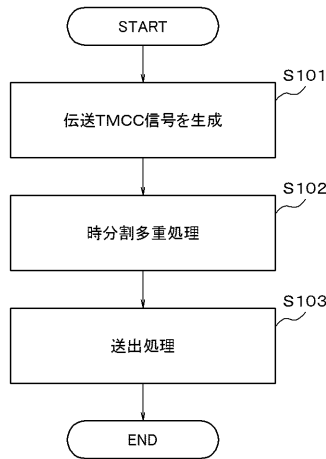 START
S101
伝送TMCC信号を生成
S102
時分割多重処理
S103
送出処理
END